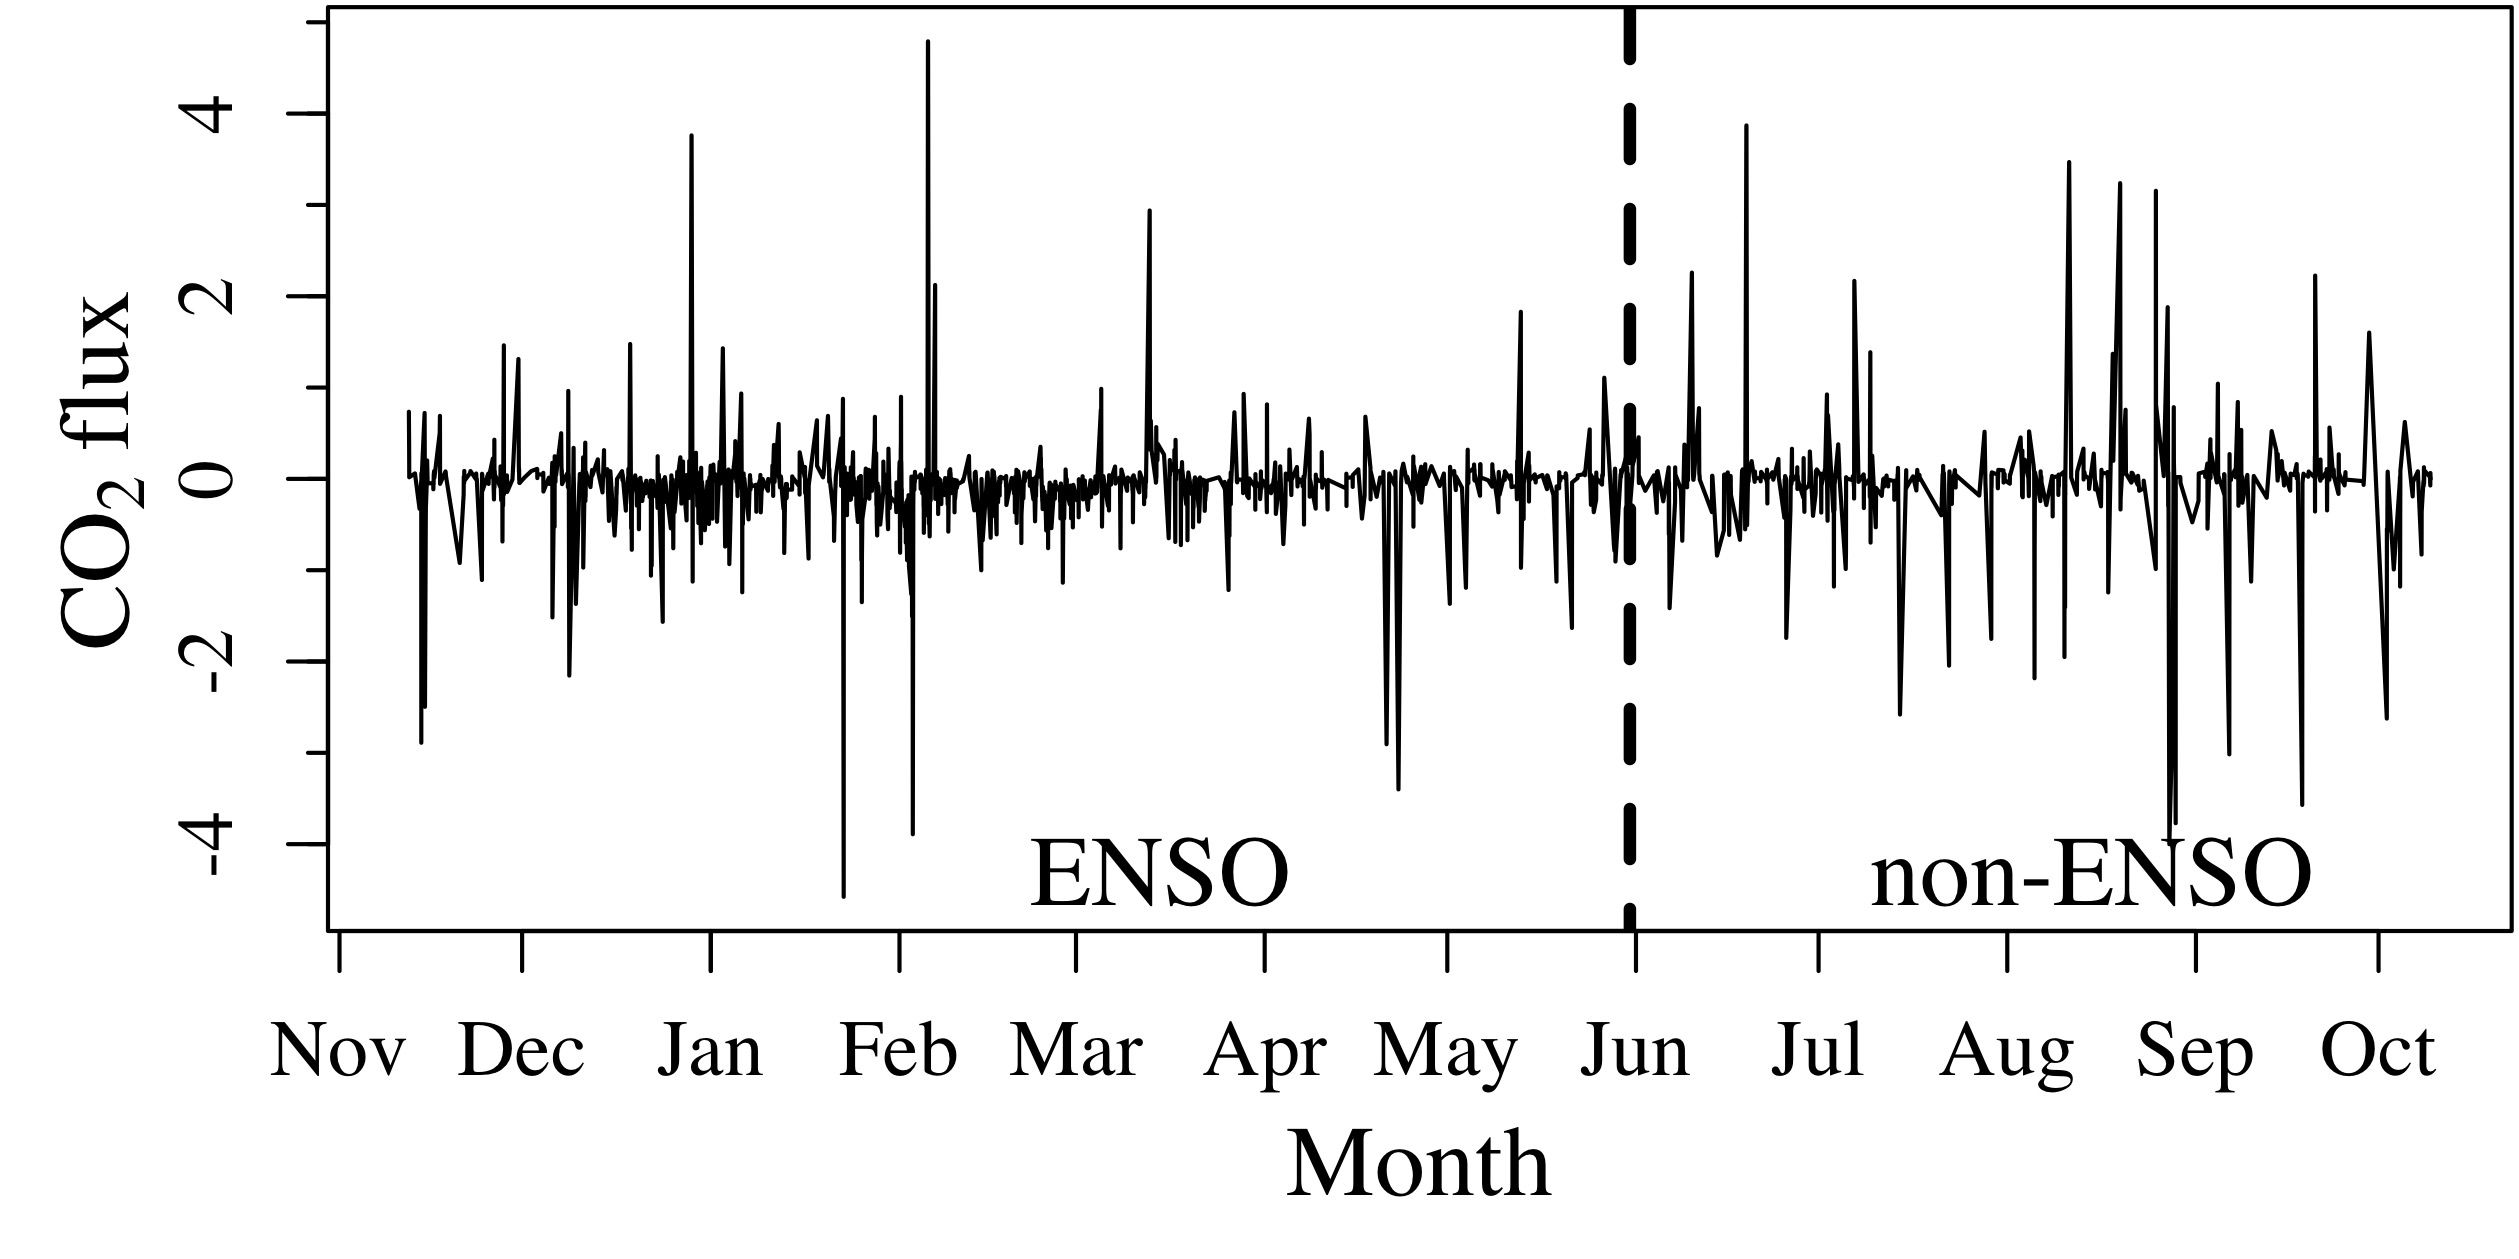 CO2 flux
4
2
0
-2
-4
ENSO
non-ENSO
Nov Dec Jan Feb Mar Apr May Jun Jul Aug Sep Oct
Month